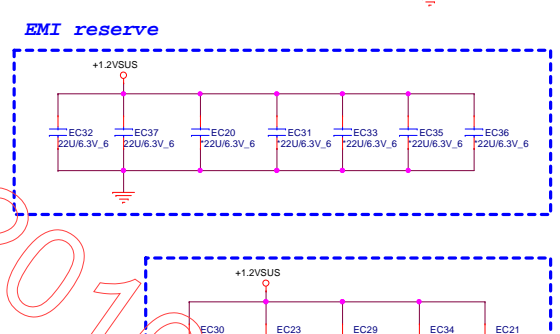 EMI reserve
+1.2VSUS
EC32 EC37 EC20 EC31 EC33 EC35 EC36
22U/6.3V_6 22U/6.3V_6 *22U/6.3V_6 *22U/6.3V_6 *22U/6.3V_6 *22U/6.3V_6 *22U/6.3V_6
+1.2VSUS
EC30 EC23 EC29 EC34 EC21